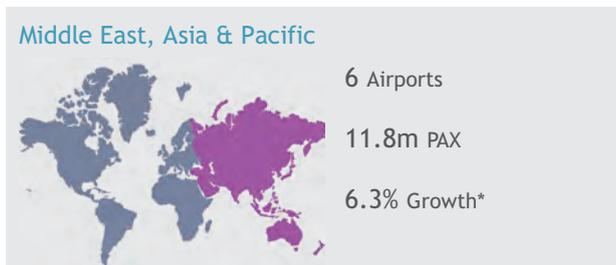 Middle East, Asia & Pacific
6 Airports
11.8m PAX
6.3% Growth*